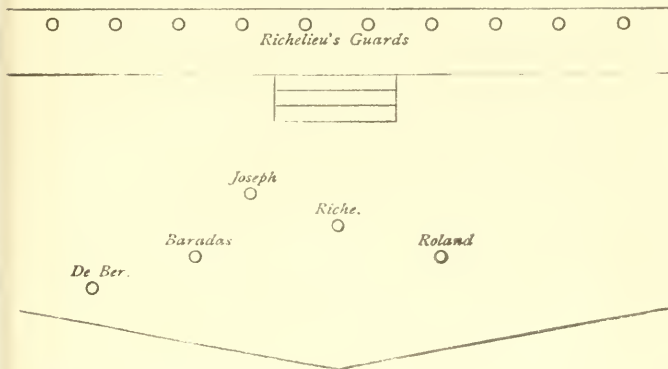 Richelieu's Guards
Joseph
Riche.
Baradas
Roland
De Ber.